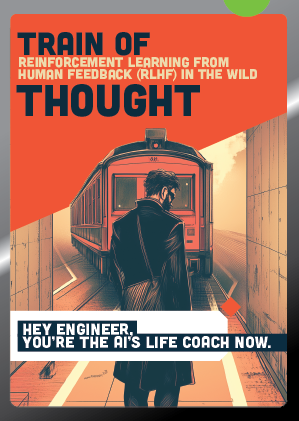 TRAIN OF
REINFORCEMENT LEARNING FROM
HUMAN FEEDBACK (RLHF) IN THE WILD
THOUGHT
HEY ENGINEER,
YOU'RE THE AI'S LIFE COACH NOW.